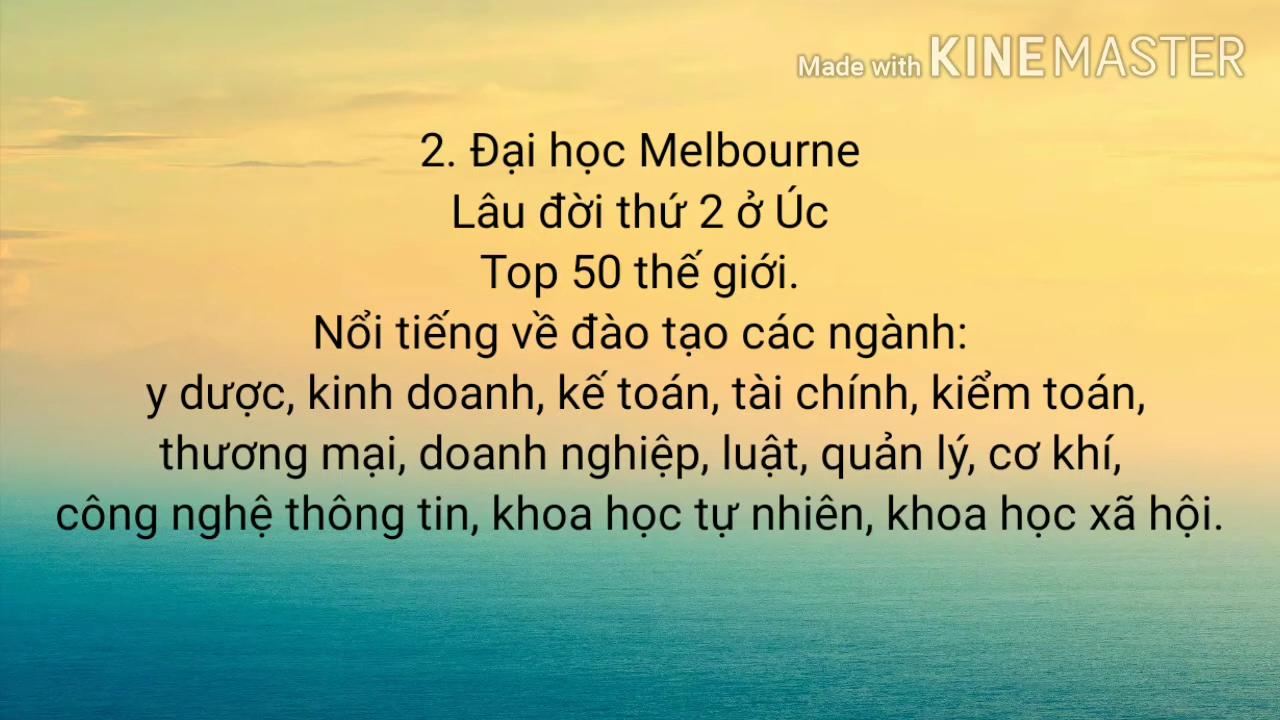 Made with KINEMASTER
2. Đại học Melbourne
Lâu đời thứ 2 ở Úc
Top 50 thế giới.
Nổi tiếng về đào tạo các ngành:
y dược, kinh doanh, kế toán, tài chính, kiểm toán,
thương mại, doanh nghiệp, luật, quản lý, cơ khí,
công nghệ thông tin, khoa học tự nhiên, khoa học xã hội.